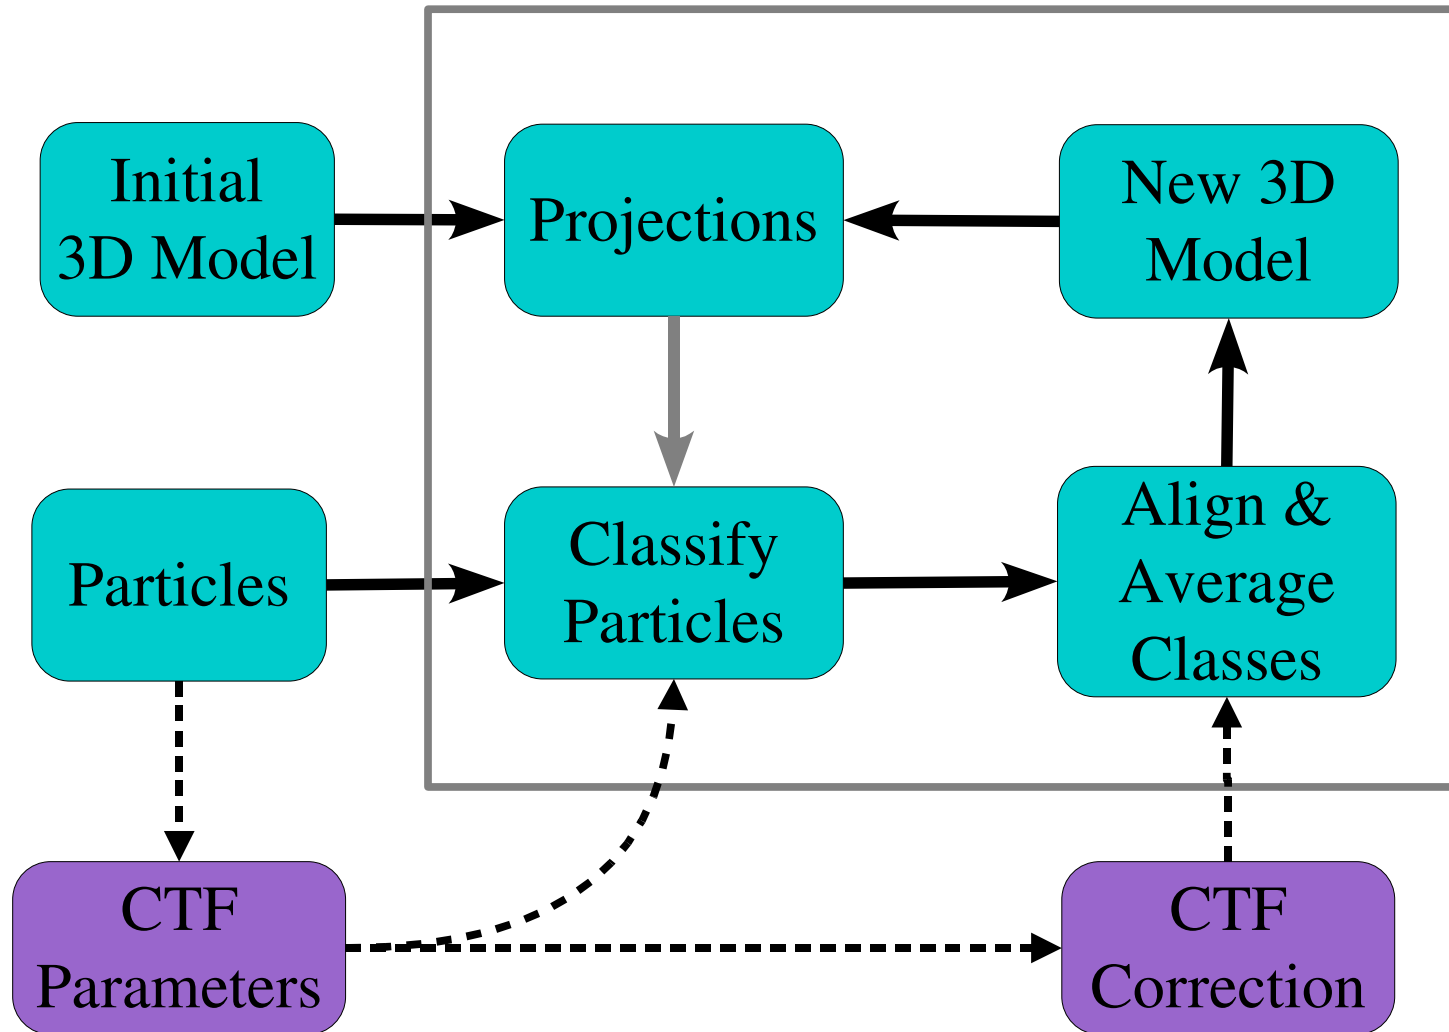 Initial
3D Model
Projections
New 3D
Model
Particles
Classify
Particles
Align &
Average
Classes
CTF
Parameters
CTF
Correction